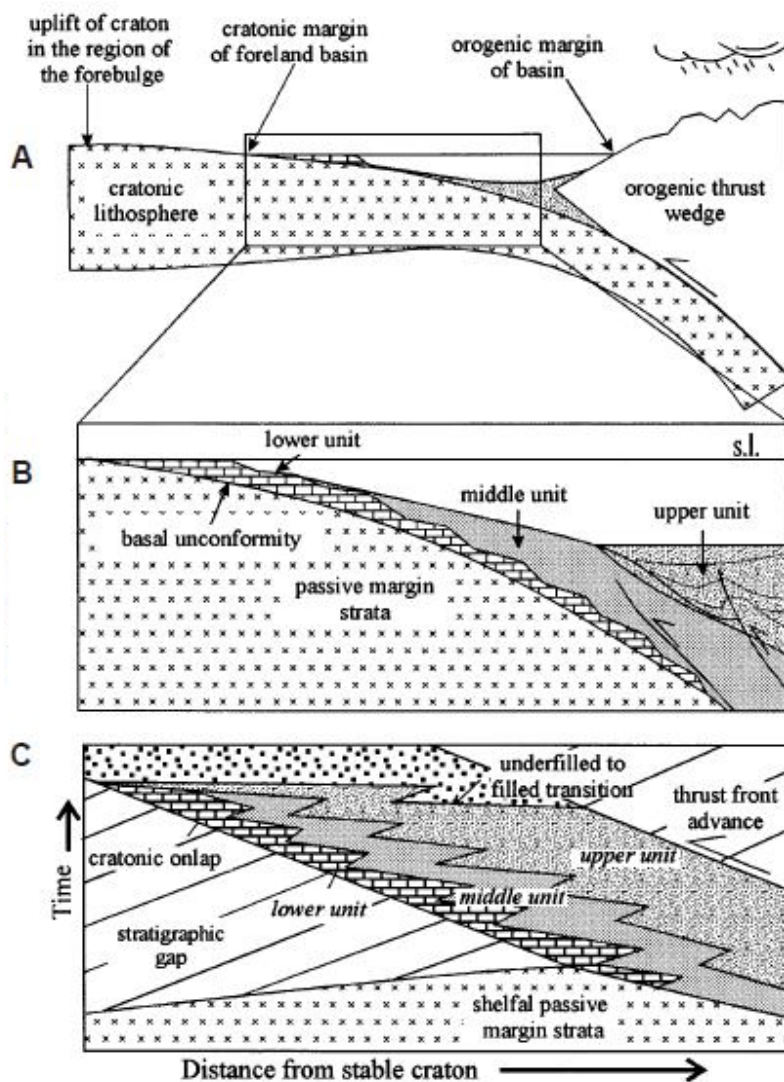 uplift of craton
in the region of
the forebulge
cratonic margin
of foreland basin
orogenic margin
of basin
A
cratonic
lithosphere
orogenic thrust
wedge
B
lower unit
s.l.
middle unit
upper unit
basal unconformity
passive margin
strata
C
underfilled to
filled transition
thrust front
advance
cratonic onlap
upper unit
middle unit
lower unit
stratigraphic
gap
shelfal passive
margin strata
Time
Distance from stable craton